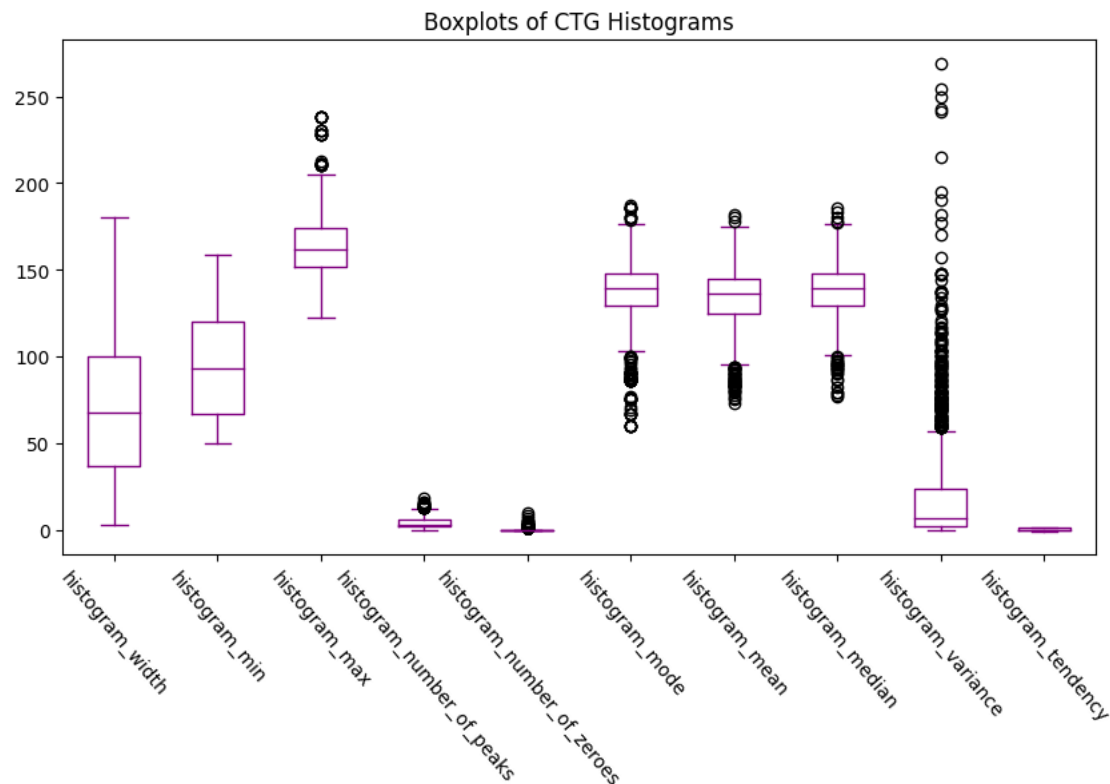 Boxplots of CTG Histograms
250
200
150
100
50
0
histogram_width
histogram_min
histogram_max
histogram_number_of_peaks
histogram_number_of_zeroes
histogram_mode
histogram_mean
histogram_median
histogram_variance
histogram_tendency